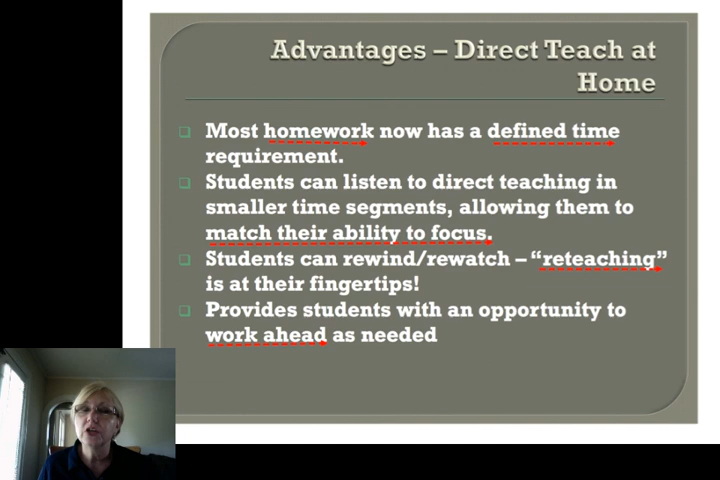 Advantages – Direct Teach at
Home
Most homework now has a defined time
requirement.
Students can listen to direct teaching in
smaller time segments, allowing them to
match their ability to focus.
Students can rewind/rewatch – “reteaching”
is at their fingertips!
Provides students with an opportunity to
work ahead as needed